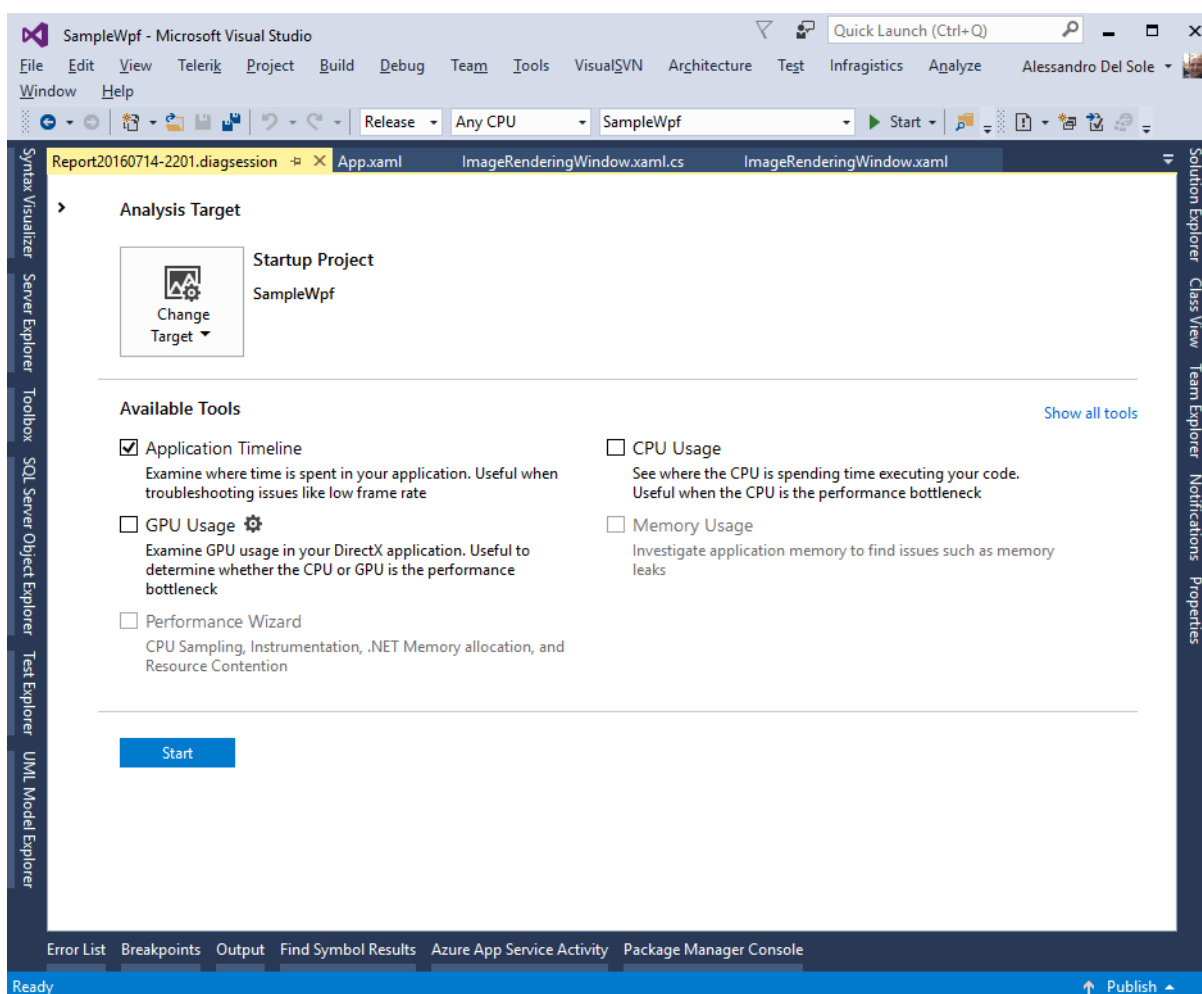 SampleWpf - Microsoft Visual Studio
Quick Launch (Ctrl+Q)
File Edit View Telerik Project Build Debug Team Tools VisualSVN Architecture Test Infragistics Analyze Alessandro Del Sole
Window Help
Release Any CPU SampleWpf Start
Report20160714-2201.diagsession App.xaml ImageRenderingWindow.xaml.cs ImageRenderingWindow.xaml
Syntax Visualizer
Server Explorer
Toolbox
SQL Server Object Explorer
Test Explorer
UML Model Explorer
Analysis Target
Change
Target
Startup Project
SampleWpf
Available Tools
Show all tools
Application Timeline
Examine where time is spent in your application. Useful when
troubleshooting issues like low frame rate
CPU Usage
See where the CPU is spending time executing your code.
Useful when the CPU is the performance bottleneck
GPU Usage
Examine GPU usage in your DirectX application. Useful to
determine whether the CPU or GPU is the performance
bottleneck
Memory Usage
Investigate application memory to find issues such as memory
leaks
Performance Wizard
CPU Sampling, Instrumentation, .NET Memory allocation, and
Resource Contention
Start
Solution Explorer
Class View
Team Explorer
Notifications
Properties
Error List Breakpoints Output Find Symbol Results Azure App Service Activity Package Manager Console
Ready
Publish